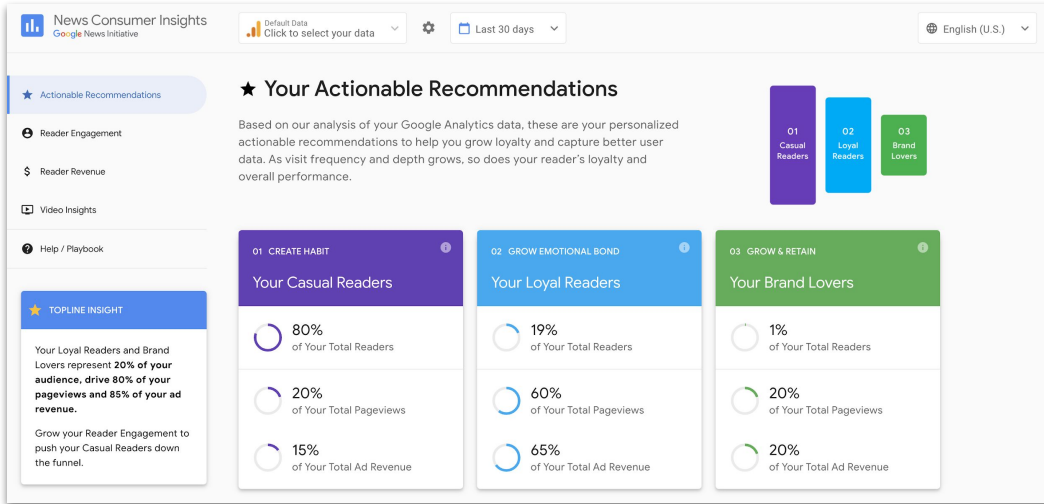 News Consumer Insights
Google News Initiative
Default Data
Click to select your data
Last 30 days
English (U.S.)
Actionable Recommendations
Reader Engagement
Reader Revenue
Video Insights
Help / Playbook
TOPLINE INSIGHT
Your Loyal Readers and Brand
Lovers represent 20% of your
audience, drive 80% of your
pageviews and 85% of your ad
revenue.
Grow your Reader Engagement to
push your Casual Readers down
the funnel.
Your Actionable Recommendations
Based on our analysis of your Google Analytics data, these are your personalized
actionable recommendations to help you grow loyalty and capture better user
data. As visit frequency and depth grows, so does your reader's loyalty and
overall performance.
01
Casual
Readers
02
Loyal
Readers
03
Brand
Lovers
01 CREATE HABIT
Your Casual Readers
80%
of Your Total Readers
20%
of Your Total Pageviews
15%
of Your Total Ad Revenue
02 GROW EMOTIONAL BOND
Your Loyal Readers
19%
of Your Total Readers
60%
of Your Total Pageviews
65%
of Your Total Ad Revenue
03 GROW & RETAIN
Your Brand Lovers
1%
of Your Total Readers
20%
of Your Total Pageviews
20%
of Your Total Ad Revenue